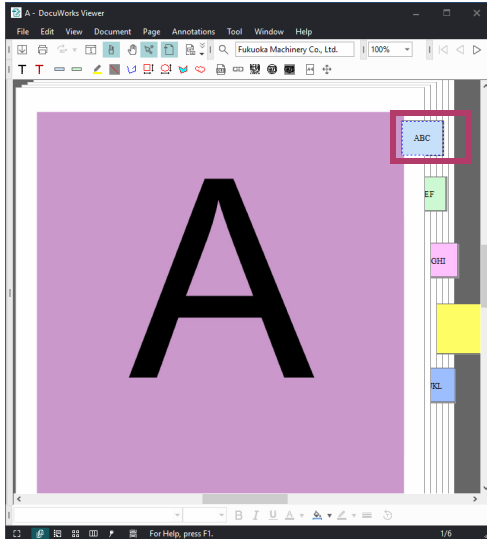 A - DocuWorks Viewer
File Edit View Document Page Annotations Tool Window Help
Fukuoka Machinery Co., Ltd. 100%
T T
ABC
EF
GHI
JKL
A
B I U A
For Help, press F1. 1/6